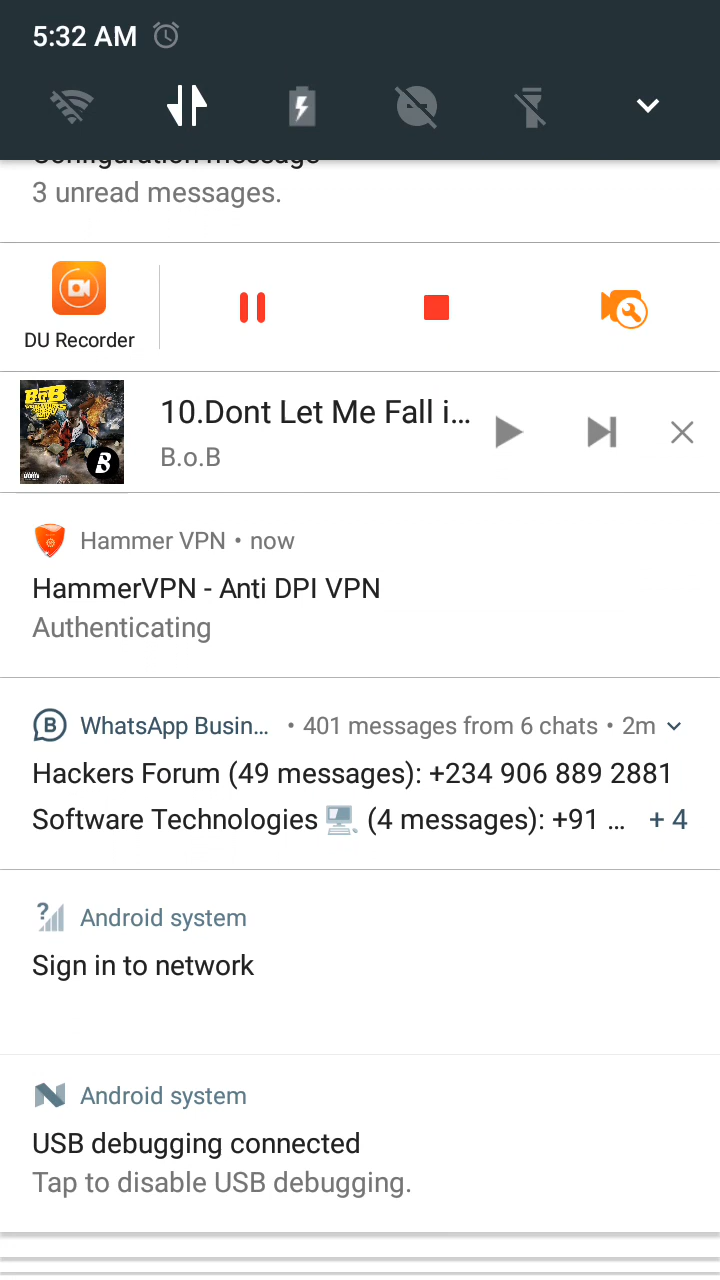 5:32 AM
Configuration message
3 unread messages.
DU Recorder
10.Dont Let Me Fall i...
B.o.B
B.o.B
B
Hammer VPN • now
HammerVPN - Anti DPI VPN
Authenticating
B
WhatsApp Busin... • 401 messages from 6 chats • 2m
Hackers Forum (49 messages): +234 906 889 2881
Software Technologies 💻 (4 messages): +91 ... + 4
?
Android system
Sign in to network
Android system
USB debugging connected
Tap to disable USB debugging.